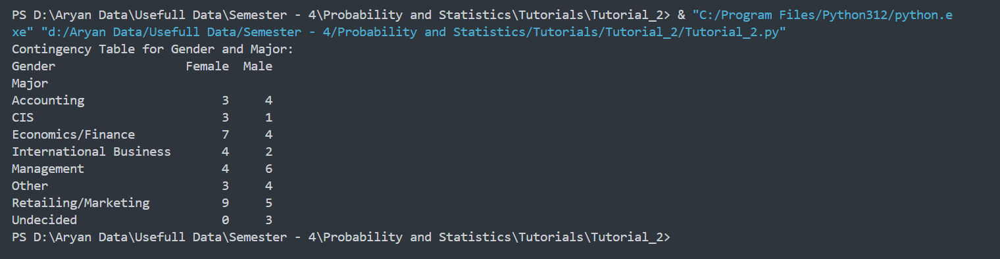 PS D:\Aryan Data\Usefull Data\Semester - 4\Probability and Statistics\Tutorials\Tutorial_2> & "C:/Program Files/Python312/python.e
xe" "d:/Aryan Data/Usefull Data/Semester - 4/Probability and Statistics/Tutorials/Tutorial_2/Tutorial_2.py"
Contingency Table for Gender and Major:
Gender                  Female  Male
Major
Accounting                   3     4
CIS                          3     1
Economics/Finance            7     4
International Business       4     2
Management                   4     6
Other                        3     4
Retailing/Marketing          9     5
Undecided                    0     3
PS D:\Aryan Data\Usefull Data\Semester - 4\Probability and Statistics\Tutorials\Tutorial_2>